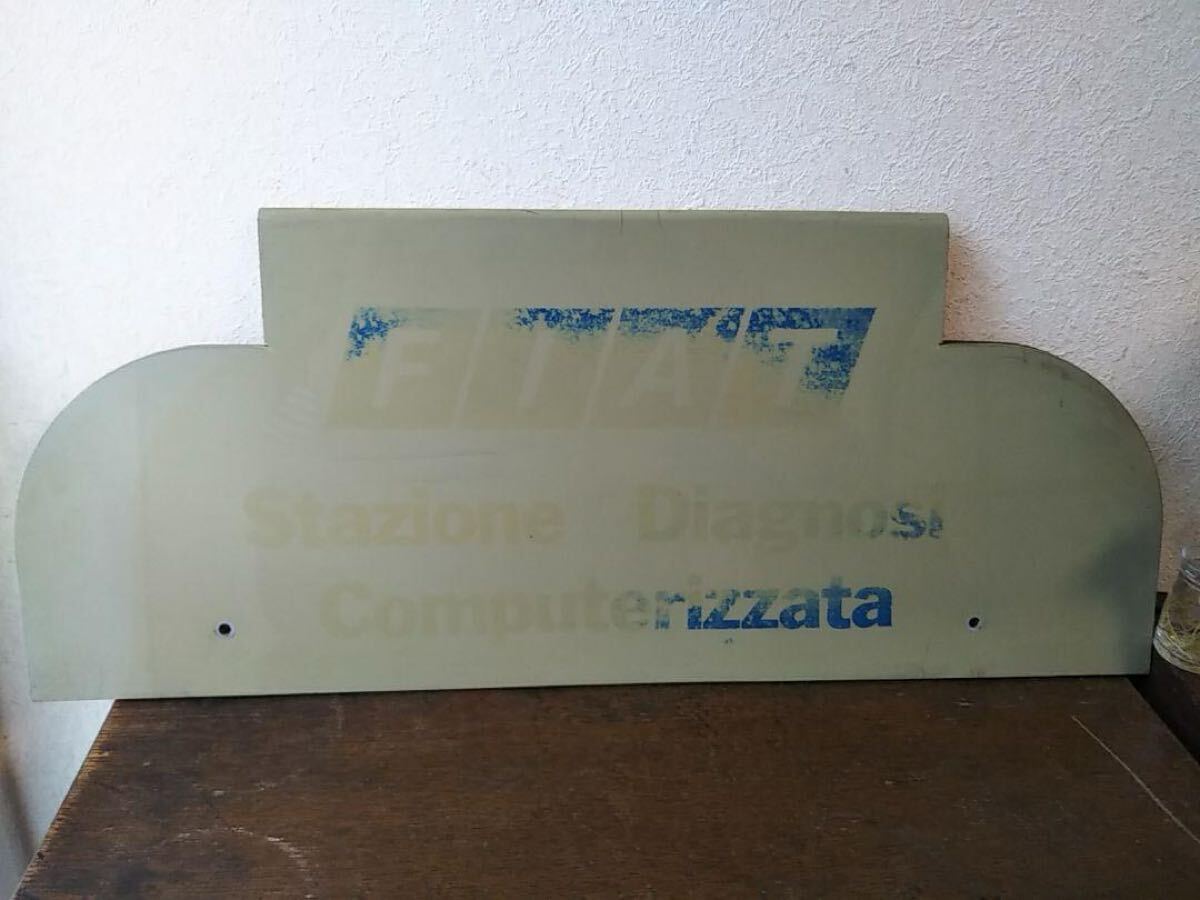 FIAT
Stazione Diagnosi
Computerizzata